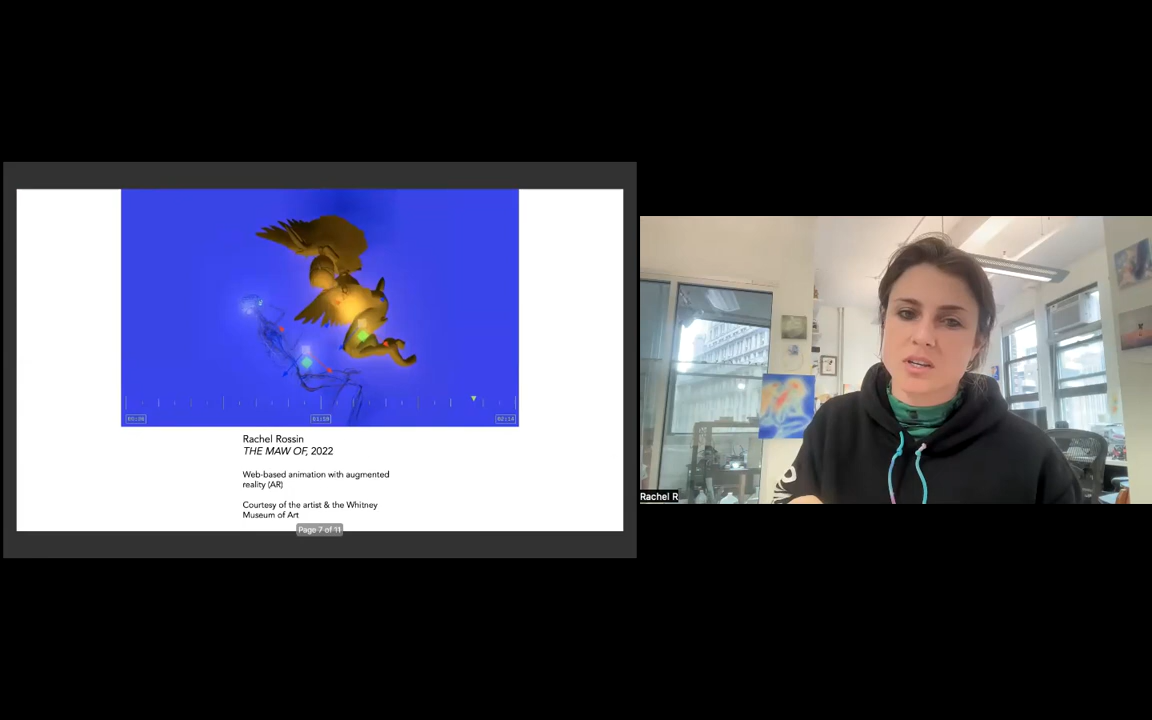 00:00
01:59
02:14
Rachel Rossin
THE MAW OF, 2022
Web-based animation with augmented
reality (AR)
Courtesy of the artist & the Whitney
Museum of Art
Page 7 of 11
Rachel R